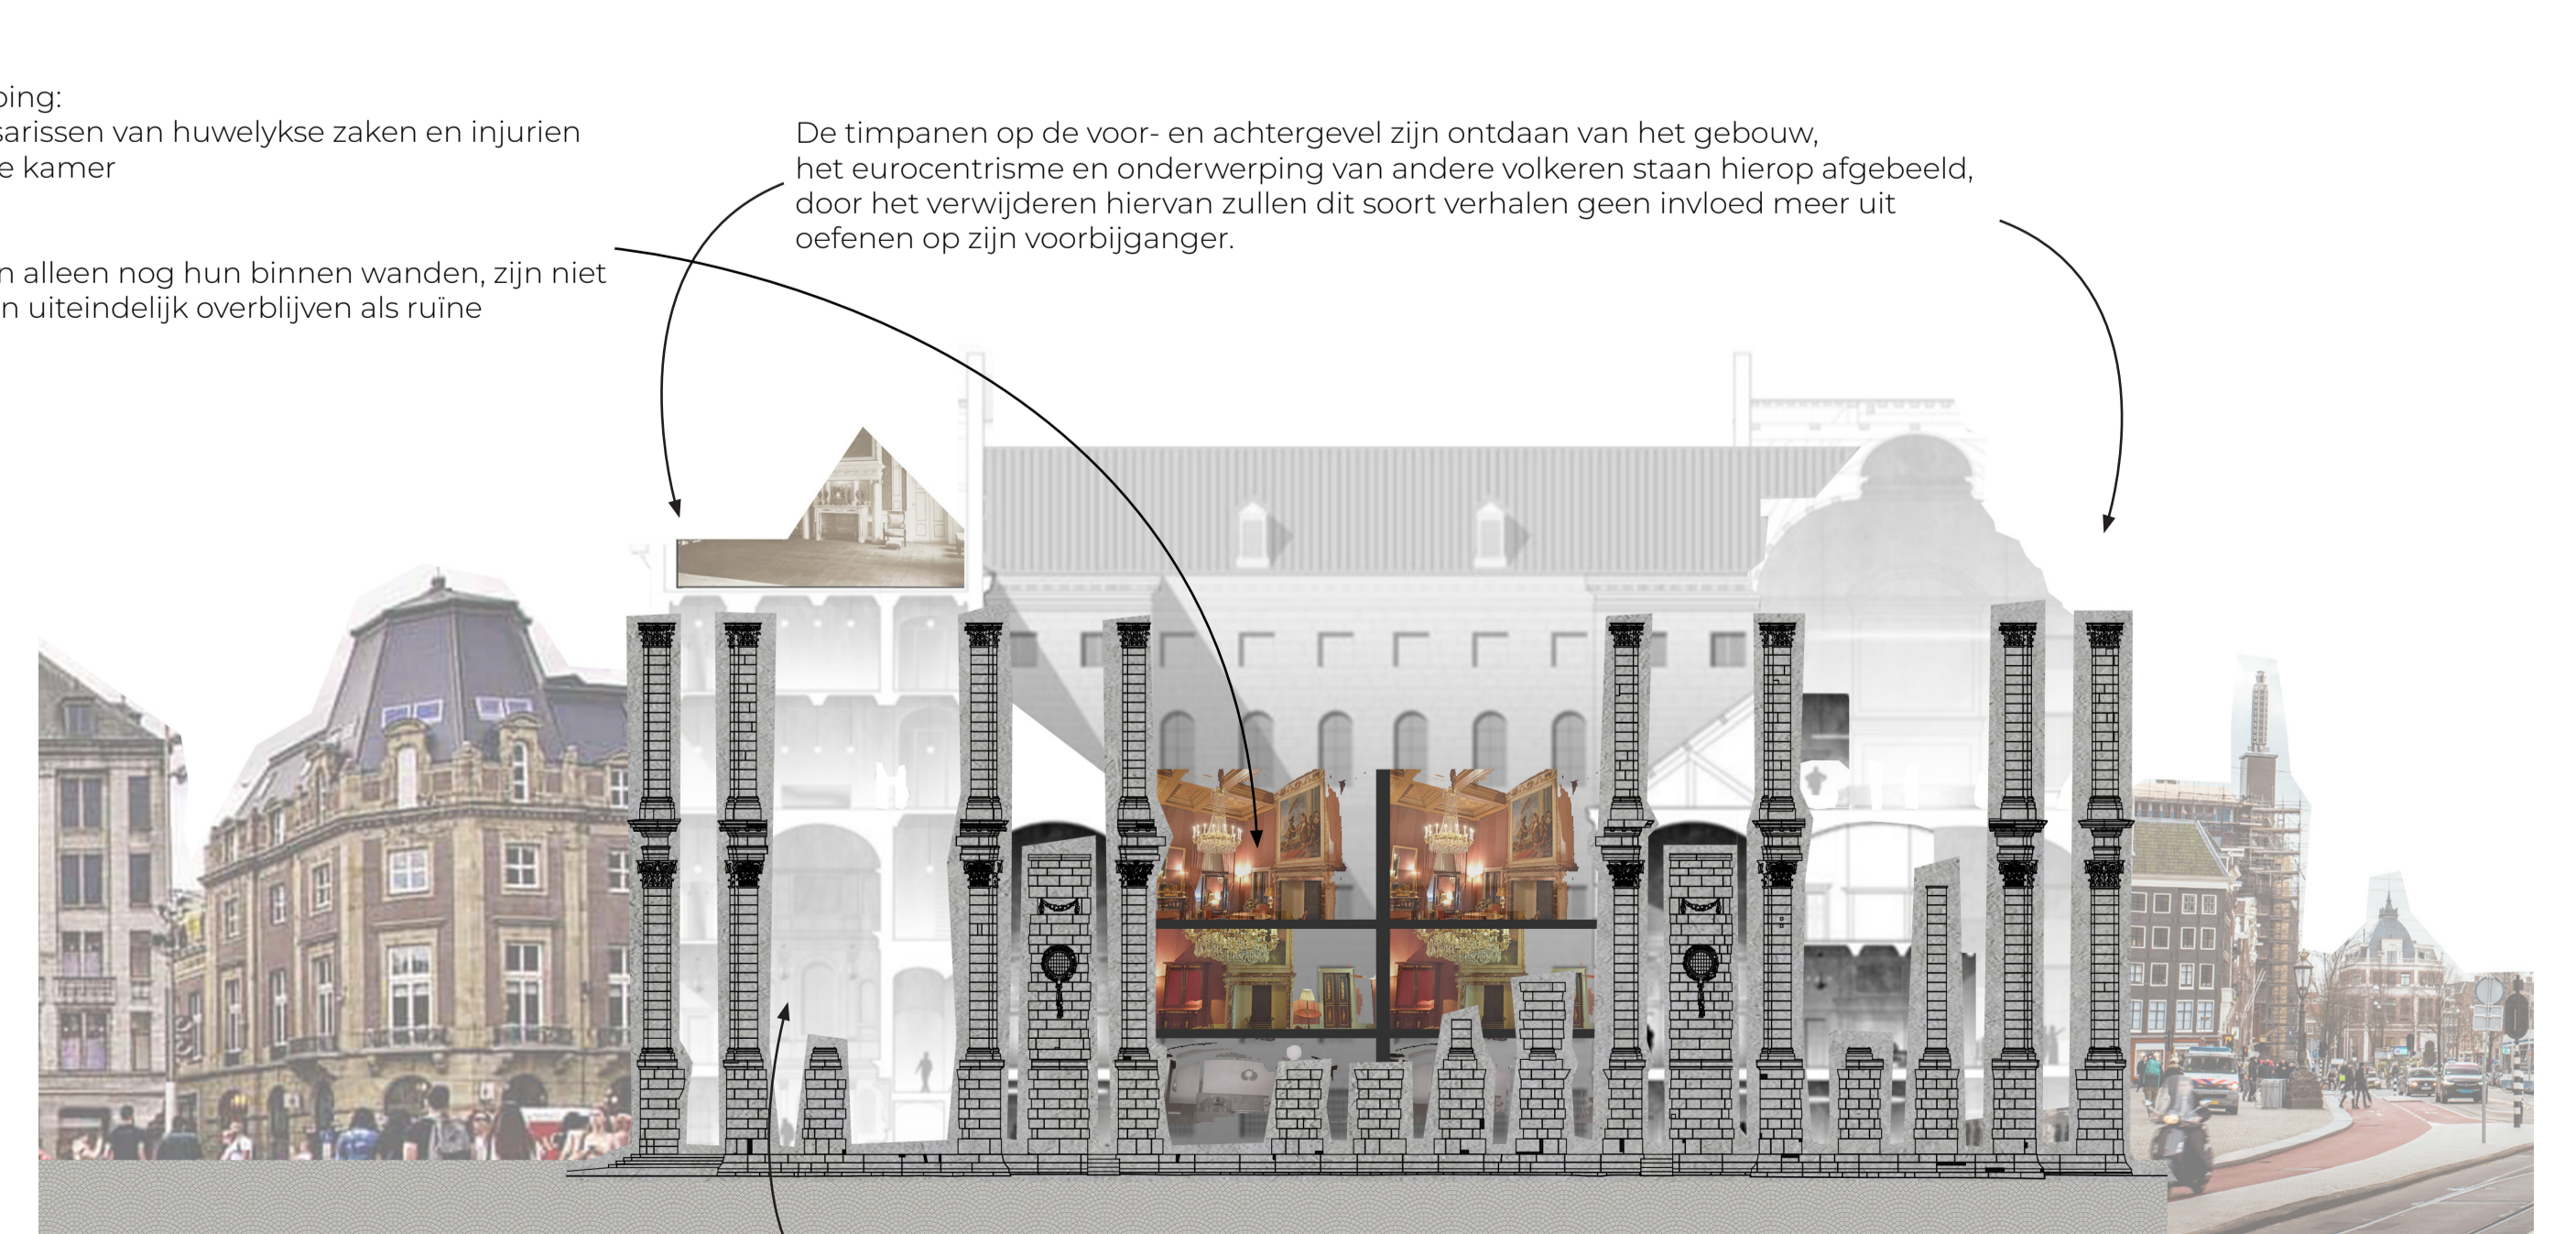 ping:
sarissen van huwelykse zaken en injurien
e kamer
n alleen nog hun binnen wanden, zijn niet
n uiteindelijk overblijven als ruïne
De timpanen op de voor- en achtergevel zijn ontdaan van het gebouw,
het eurocentrisme en onderwerping van andere volkeren staan hierop afgebeeld,
door het verwijderen hiervan zullen dit soort verhalen geen invloed meer uit
oefenen op zijn voorbijganger.